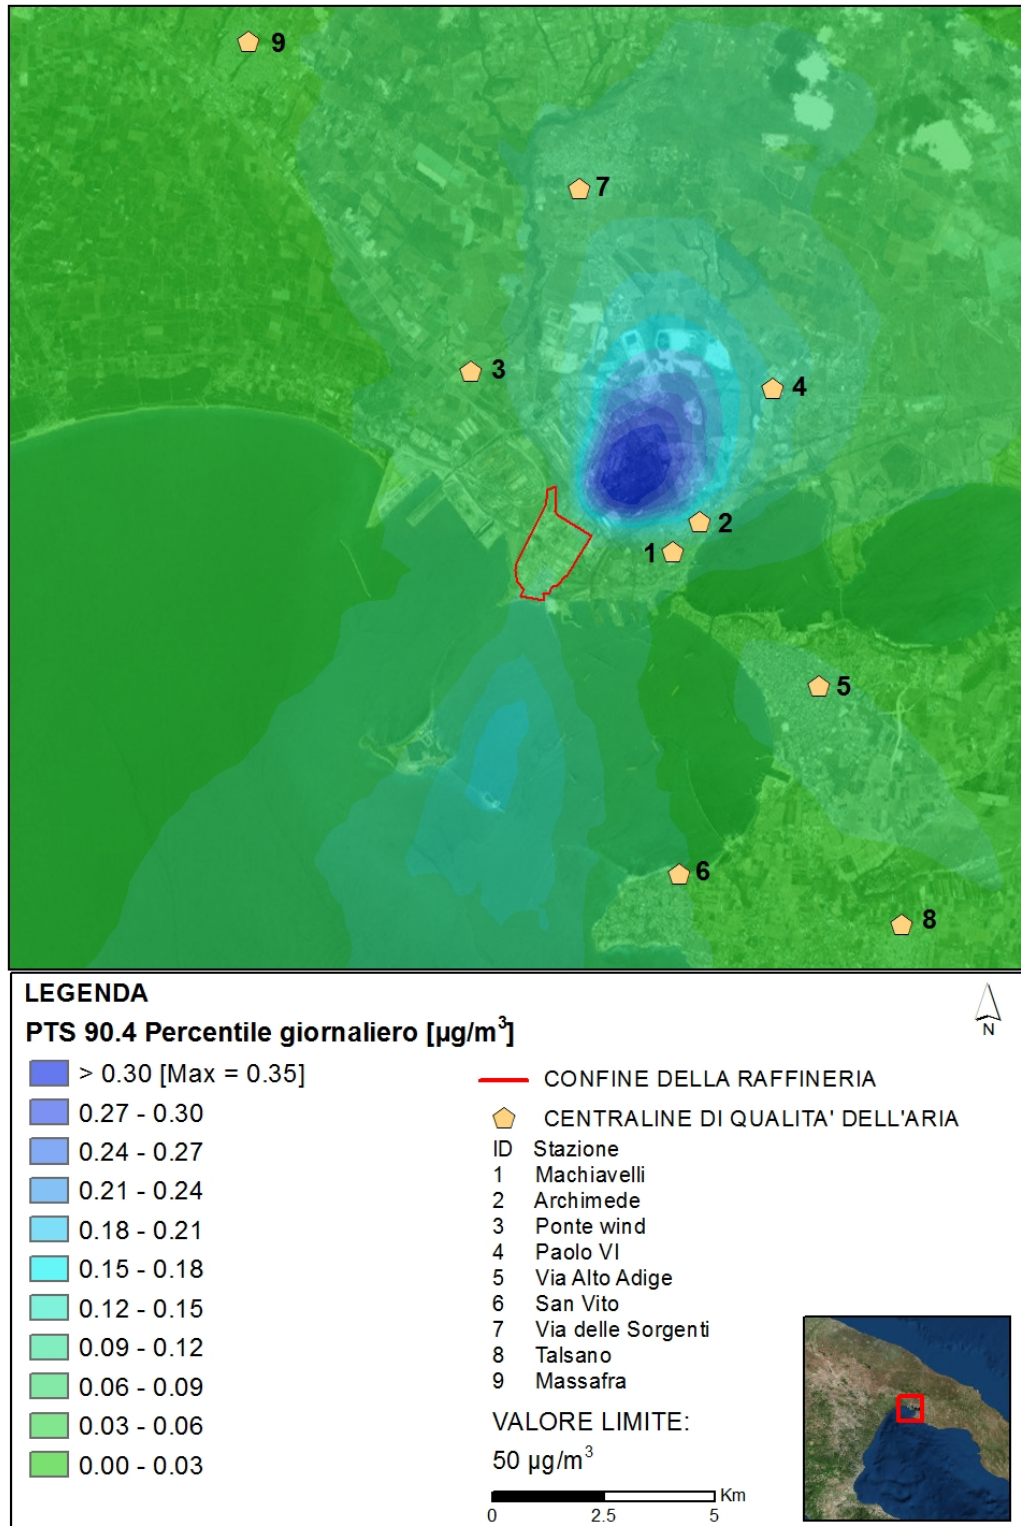 9
7
3
4
2
1
5
6
8
LEGENDA
PTS 90.4 Percentile giornaliero [µg/m³]
N
> 0.30 [Max = 0.35]
0.27 - 0.30
0.24 - 0.27
0.21 - 0.24
0.18 - 0.21
0.15 - 0.18
0.12 - 0.15
0.09 - 0.12
0.06 - 0.09
0.03 - 0.06
0.00 - 0.03
CONFINE DELLA RAFFINERIA
CENTRALINE DI QUALITA' DELL'ARIA
ID Stazione
1 Machiavelli
2 Archimede
3 Ponte wind
4 Paolo VI
5 Via Alto Adige
6 San Vito
7 Via delle Sorgenti
8 Talsano
9 Massafra
VALORE LIMITE:
50 µg/m³
Km
0 2.5 5